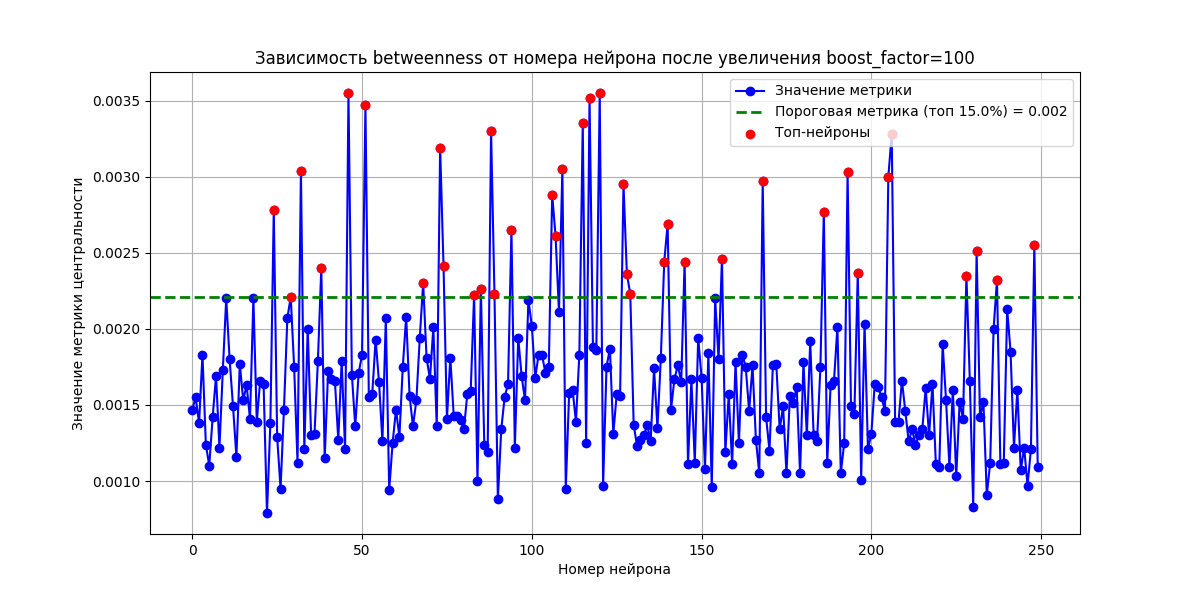 Зависимость betweenness от номера нейрона после увеличения boost_factor=100
Значение метрики
Пороговая метрика (топ 15.0%) = 0.002
Топ-нейроны
Значение метрики центральности
0.0035
0.0030
0.0025
0.0020
0.0015
0.0010
0 50 100 150 200 250
Номер нейрона